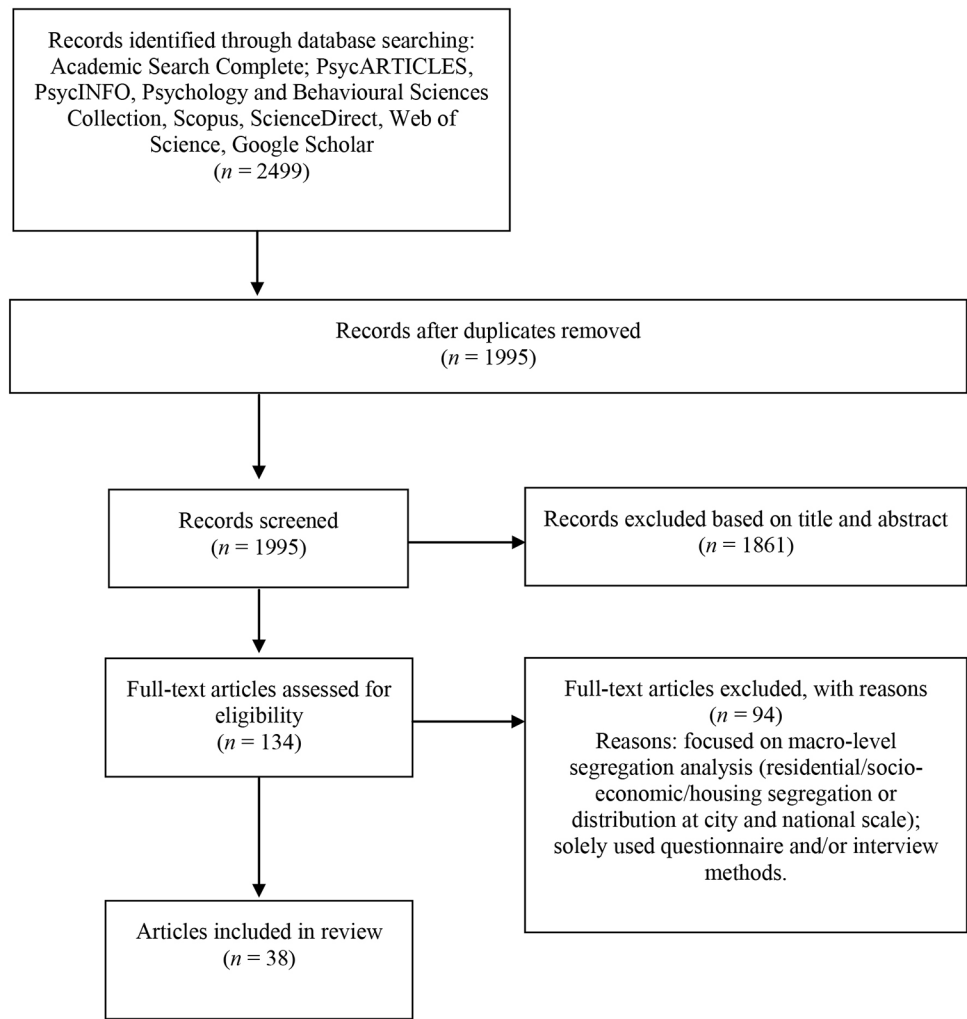 Records identified through database searching:
Academic Search Complete; PsycARTICLES,
PsycINFO, Psychology and Behavioural Sciences
Collection, Scopus, ScienceDirect, Web of
Science, Google Scholar
(n = 2499)
Records after duplicates removed
(n = 1995)
Records screened
(n = 1995)
Records excluded based on title and abstract
(n = 1861)
Full-text articles assessed for
eligibility
(n = 134)
Full-text articles excluded, with reasons
(n = 94)
Reasons: focused on macro-level
segregation analysis (residential/socio-
economic/housing segregation or
distribution at city and national scale);
solely used questionnaire and/or interview
methods.
Articles included in review
(n = 38)